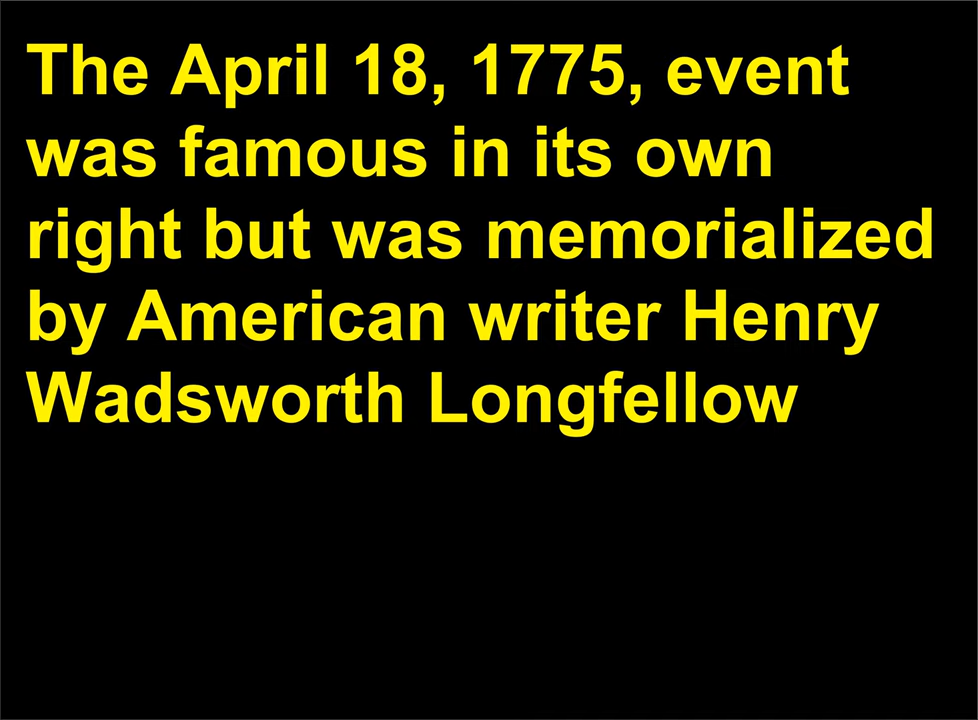 The April 18, 1775, event
was famous in its own
right but was memorialized
by American writer Henry
Wadsworth Longfellow